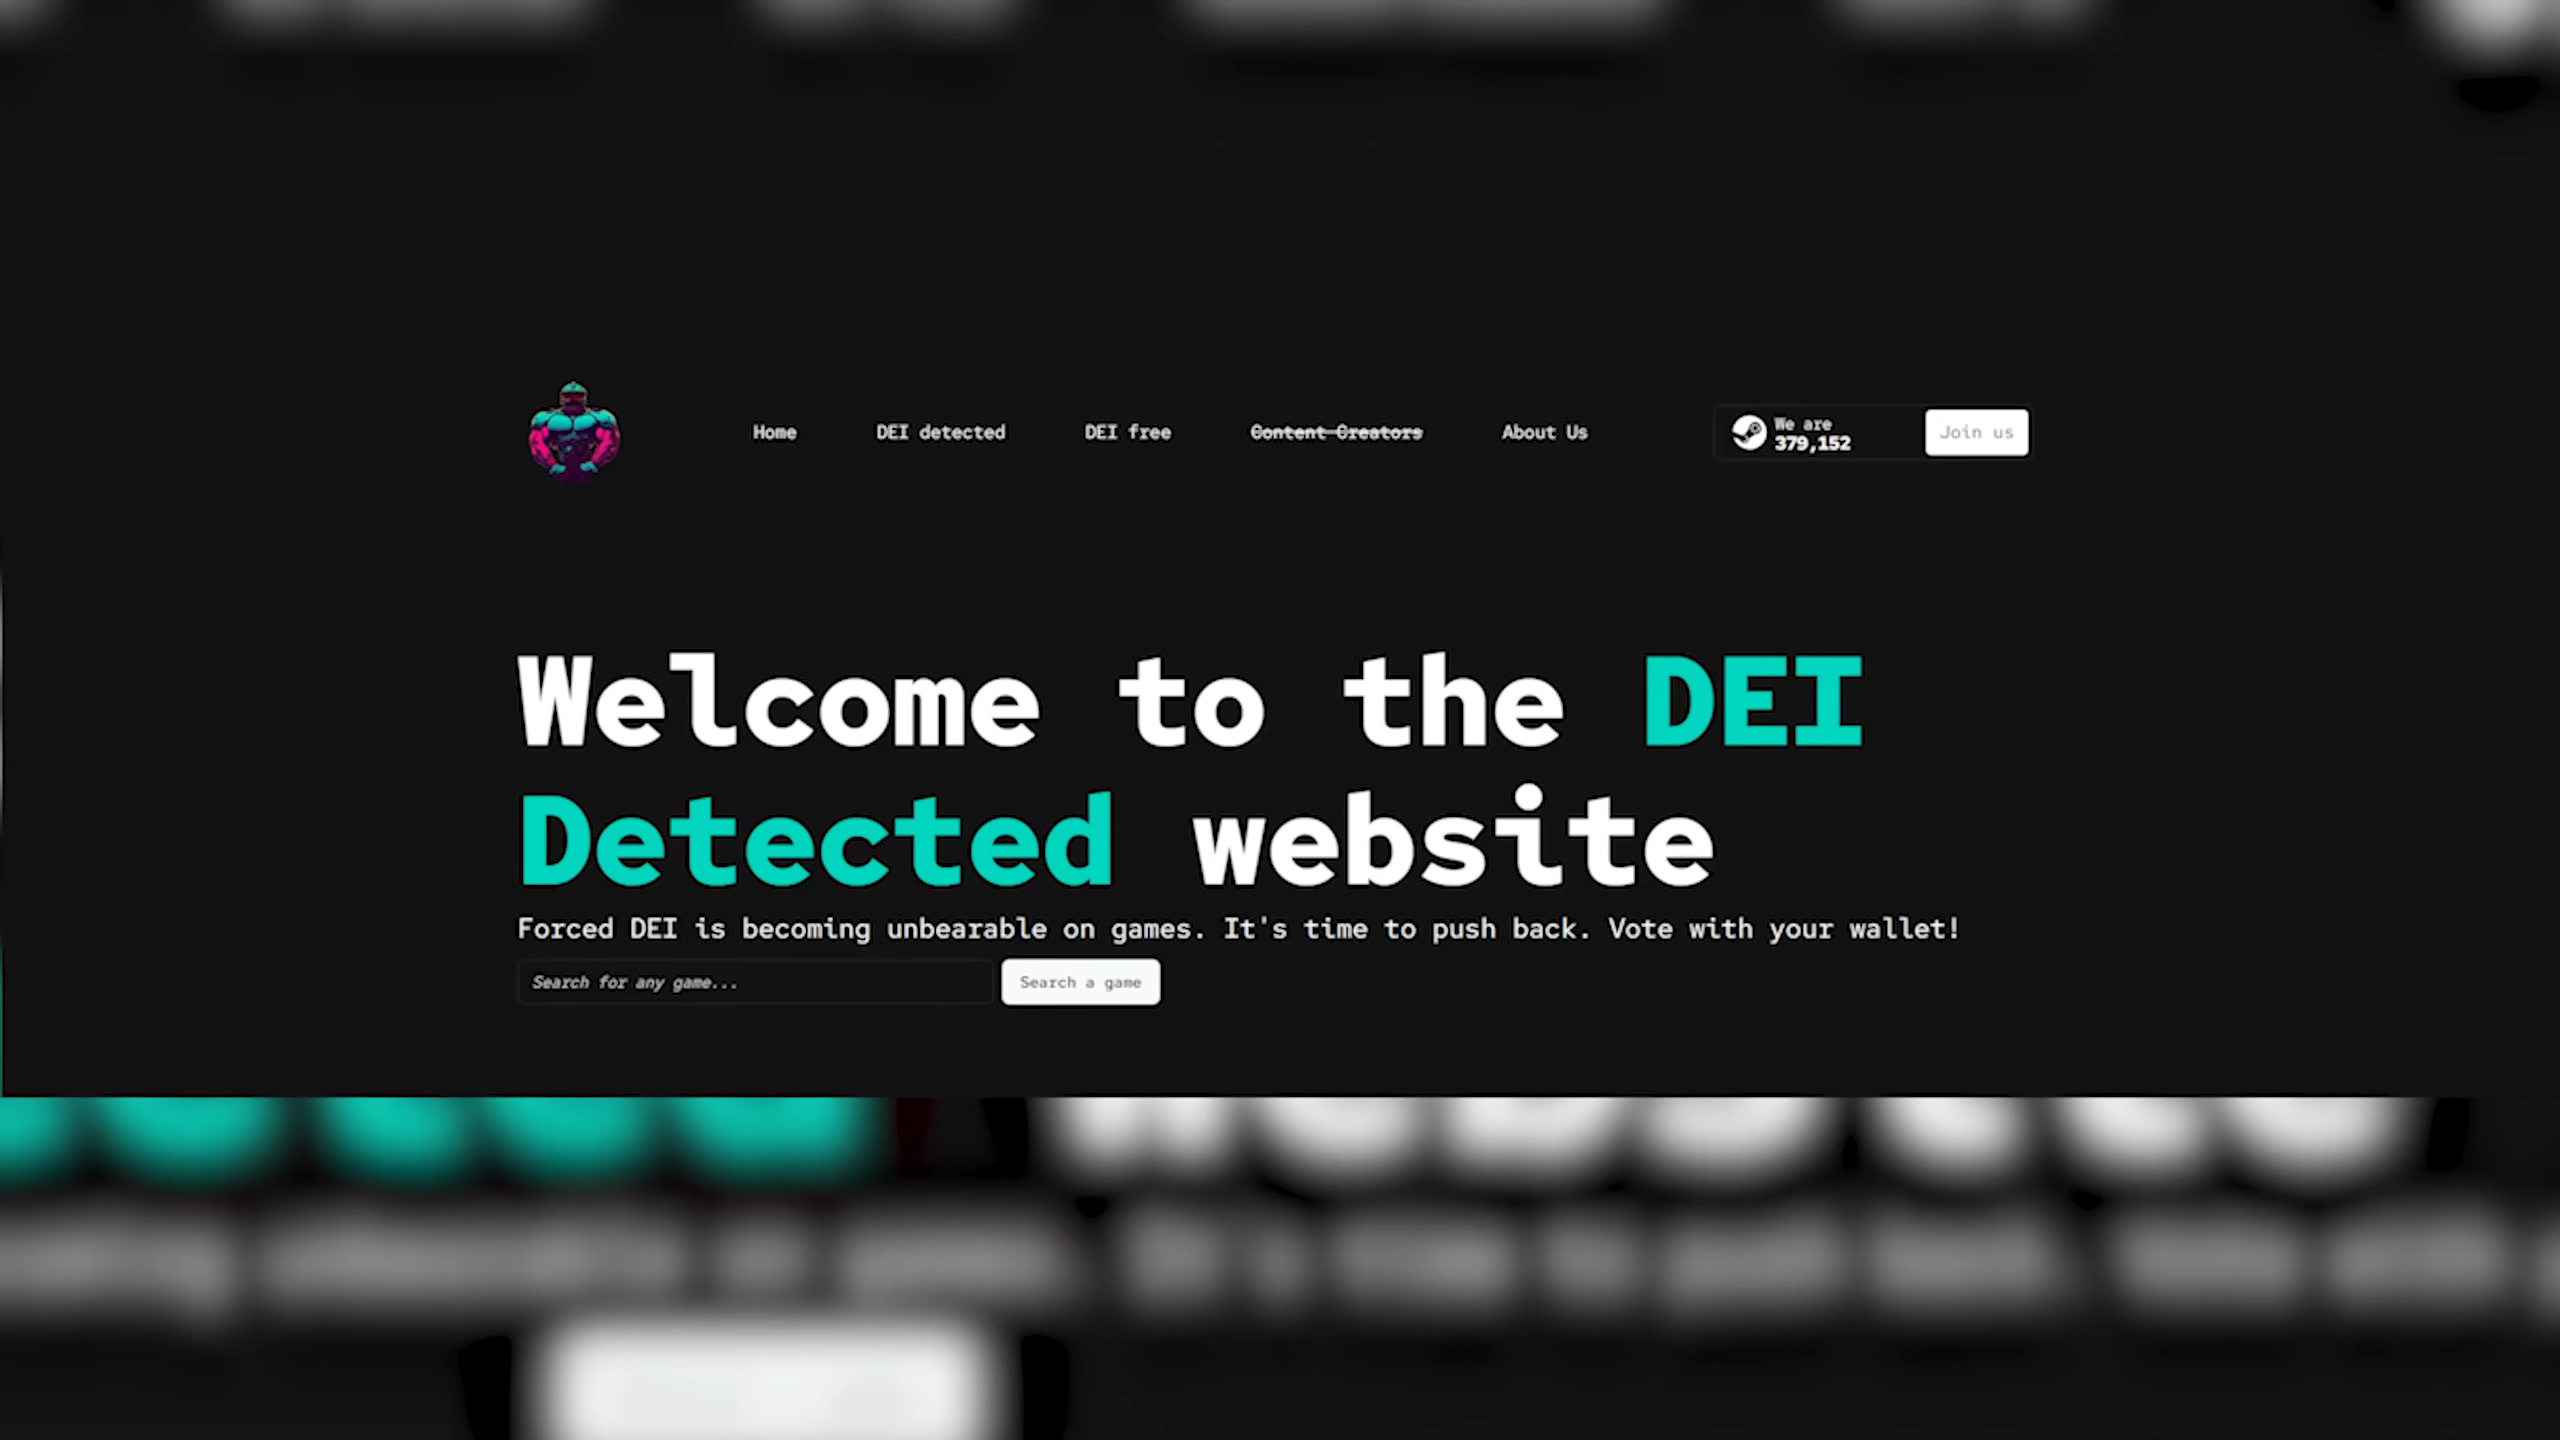 Home DEI detected DEI free Content Creators About Us
We are
379,152
Join us
Welcome to the DEI
Detected website
Forced DEI is becoming unbearable on games. It's time to push back. Vote with your wallet!
Search for any game... Search a game